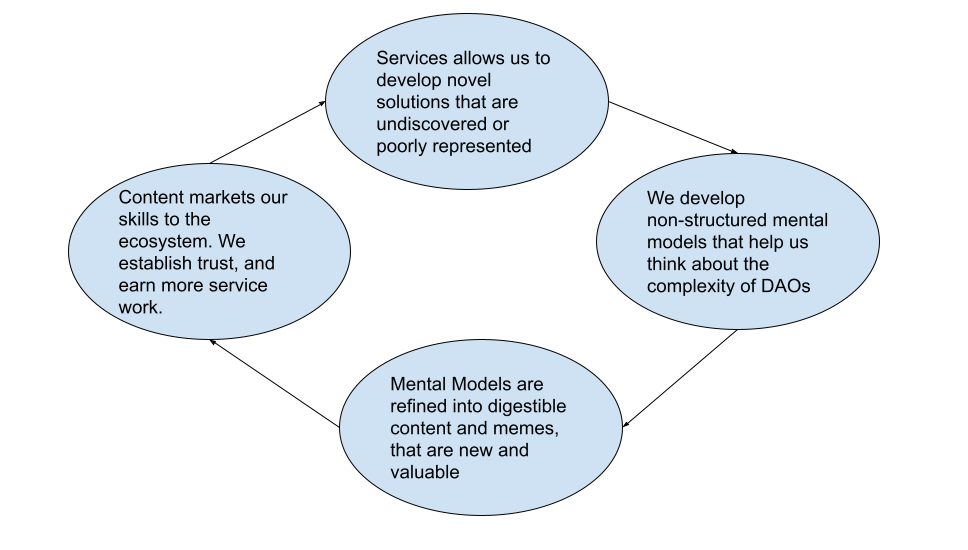 Services allows us to
develop novel
solutions that are
undiscovered or
poorly represented
Content markets our
skills to the
ecosystem. We
establish trust, and
earn more service
work.
We develop
non-structured mental
models that help us
think about the
complexity of DAOs
Mental Models are
refined into digestible
content and memes,
that are new and
valuable